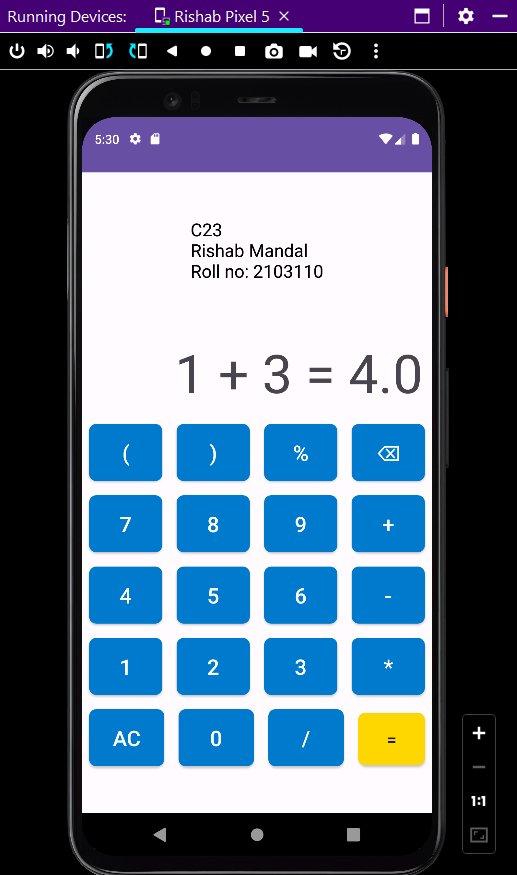 Running Devices: Rishab Pixel 5
5:30
C23
Rishab Mandal
Roll no: 2103110
1 + 3 = 4.0
( ) %
7 8 9 +
4 5 6 -
1 2 3 *
AC 0 / =
+
1:1